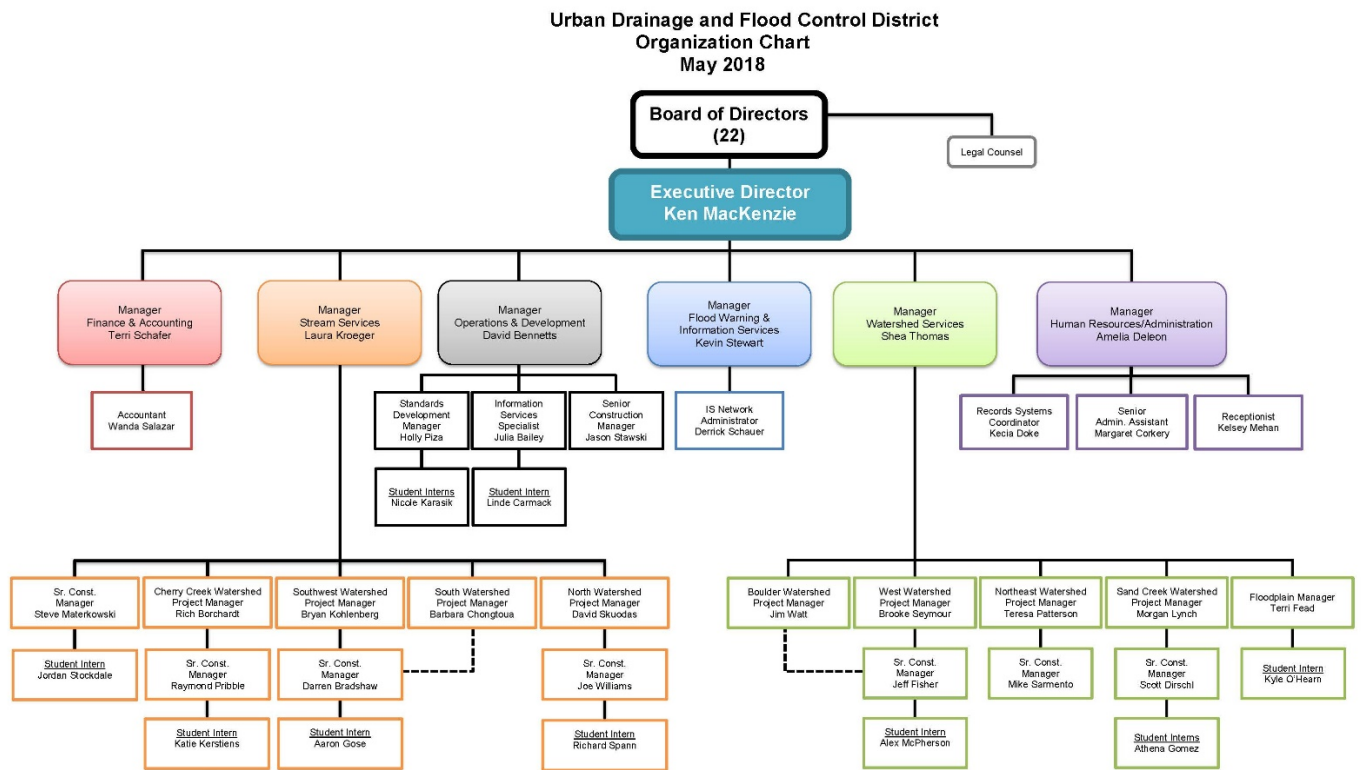 Urban Drainage and Flood Control District
Organization Chart
May 2018
Board of Directors
(22)
Legal Counsel
Executive Director
Ken MacKenzie
Manager
Finance & Accounting
Terri Schafer
Manager
Stream Services
Laura Kroeger
Manager
Operations & Development
David Bennetts
Manager
Flood Warning &
Information Services
Kevin Stewart
Manager
Watershed Services
Shea Thomas
Manager
Human Resources/Administration
Amelia Deleon
Accountant
Wanda Salazar
Standards
Development
Manager
Holly Piza
Information
Services
Specialist
Julia Bailey
Senior
Construction
Manager
Jason Stawski
IS Network
Administrator
Derrick Schauer
Records Systems
Coordinator
Kecia Doke
Senior
Admin. Assistant
Margaret Corkery
Receptionist
Kelsey Mehan
Student Interns
Nicole Karasik
Student Intern
Linde Carmack
Sr. Const.
Manager
Steve Materkowski
Cherry Creek Watershed
Project Manager
Rich Borchardt
Southwest Watershed
Project Manager
Bryan Kohlenberg
South Watershed
Project Manager
Barbara Chongtoua
North Watershed
Project Manager
David Skuodas
Boulder Watershed
Project Manager
Jim Watt
West Watershed
Project Manager
Brooke Seymour
Northeast Watershed
Project Manager
Teresa Patterson
Sand Creek Watershed
Project Manager
Morgan Lynch
Floodplain Manager
Terri Fead
Student Intern
Jordan Stockdale
Sr. Const.
Manager
Raymond Pribble
Sr. Const.
Manager
Darren Bradshaw
Sr. Const.
Manager
Joe Williams
Sr. Const.
Manager
Jeff Fisher
Sr. Const.
Manager
Mike Sarmento
Sr. Const.
Manager
Scott Dirschl
Student Intern
Kyle O'Hearn
Student Intern
Katie Kerstiens
Student Intern
Aaron Gose
Student Intern
Richard Spann
Student Intern
Alex McPherson
Student Interns
Athena Gomez